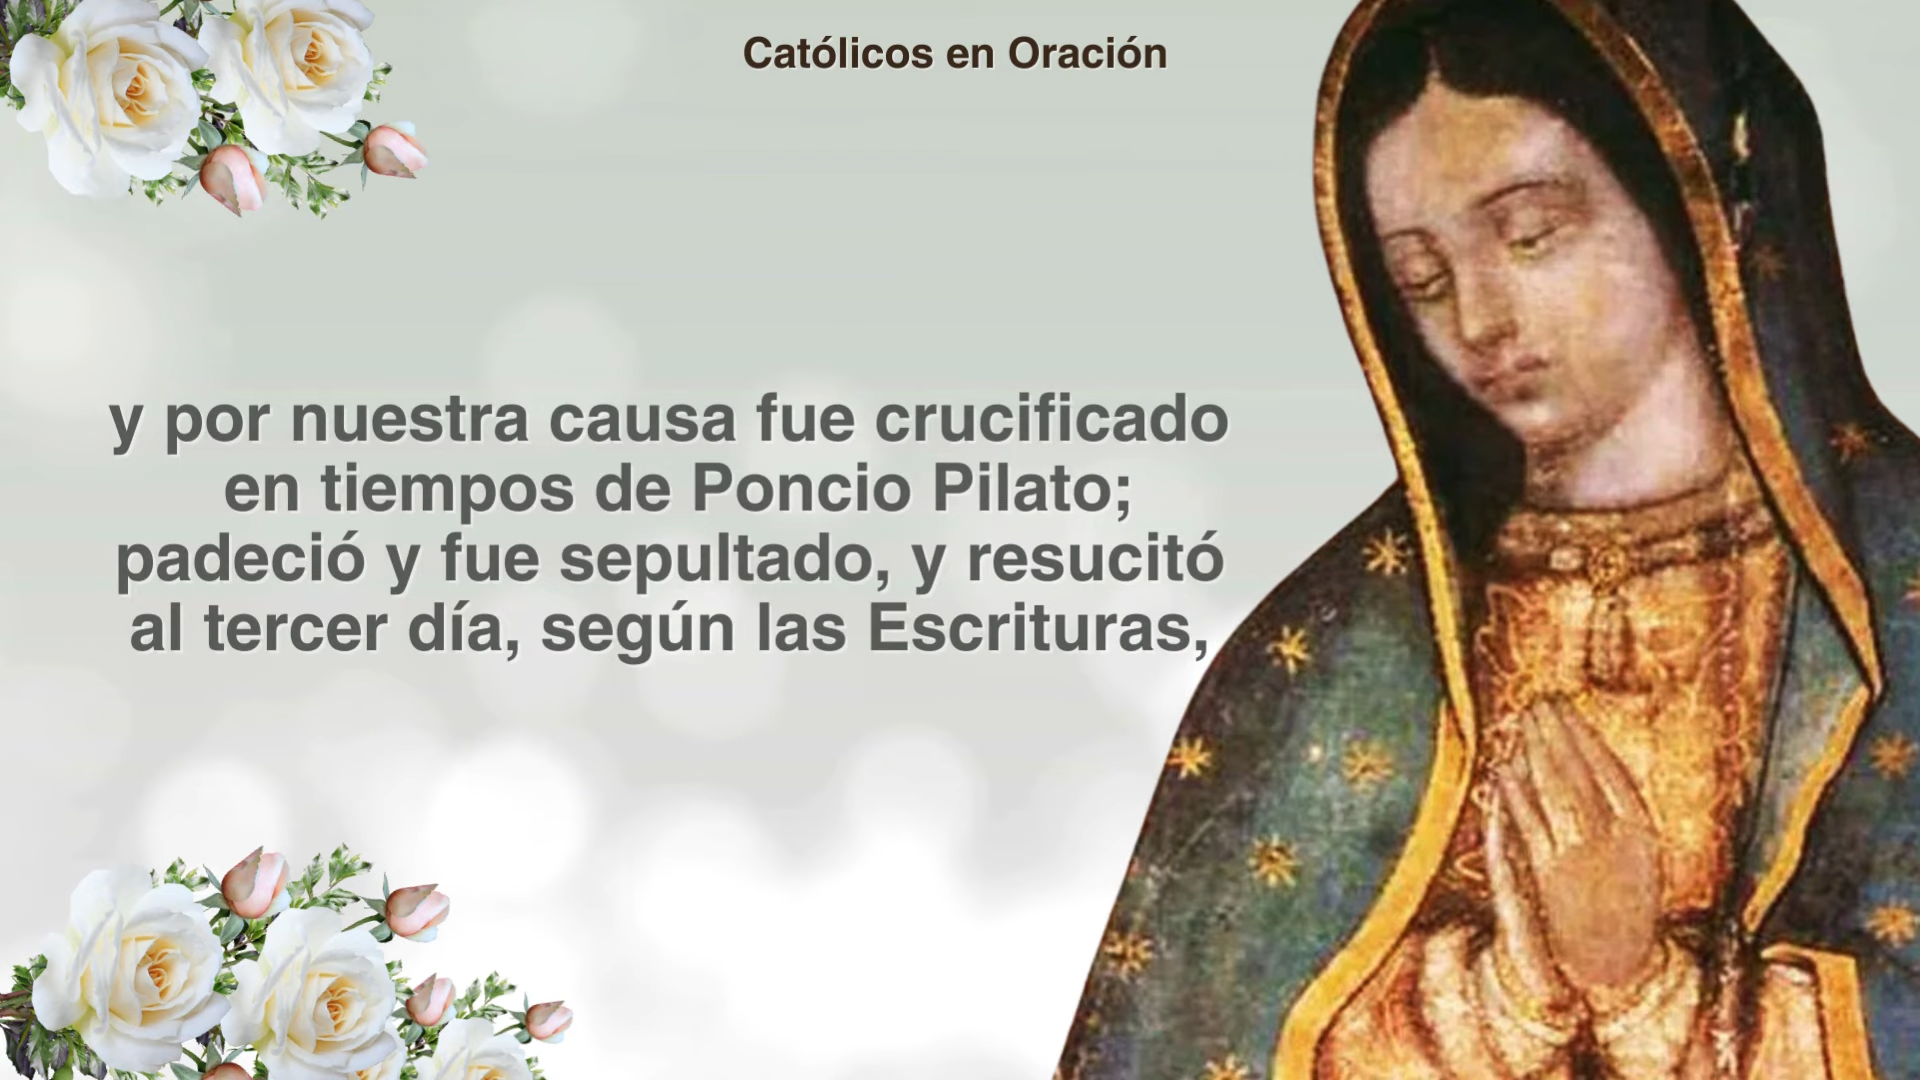 Católicos en Oración
y por nuestra causa fue crucificado
en tiempos de Poncio Pilato;
padeció y fue sepultado, y resucitó
al tercer día, según las Escrituras,